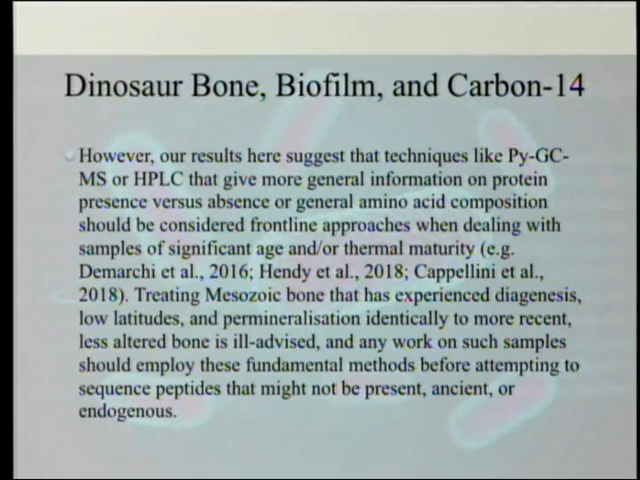 Dinosaur Bone, Biofilm, and Carbon-14
However, our results here suggest that techniques like Py-GC-
MS or HPLC that give more general information on protein
presence versus absence or general amino acid composition
should be considered frontline approaches when dealing with
samples of significant age and/or thermal maturity (e.g.
Demarchi et al., 2016; Hendy et al., 2018; Cappellini et al.,
2018). Treating Mesozoic bone that has experienced diagenesis,
low latitudes, and permineralisation identically to more recent,
less altered bone is ill-advised, and any work on such samples
should employ these fundamental methods before attempting to
sequence peptides that might not be present, ancient, or
endogenous.